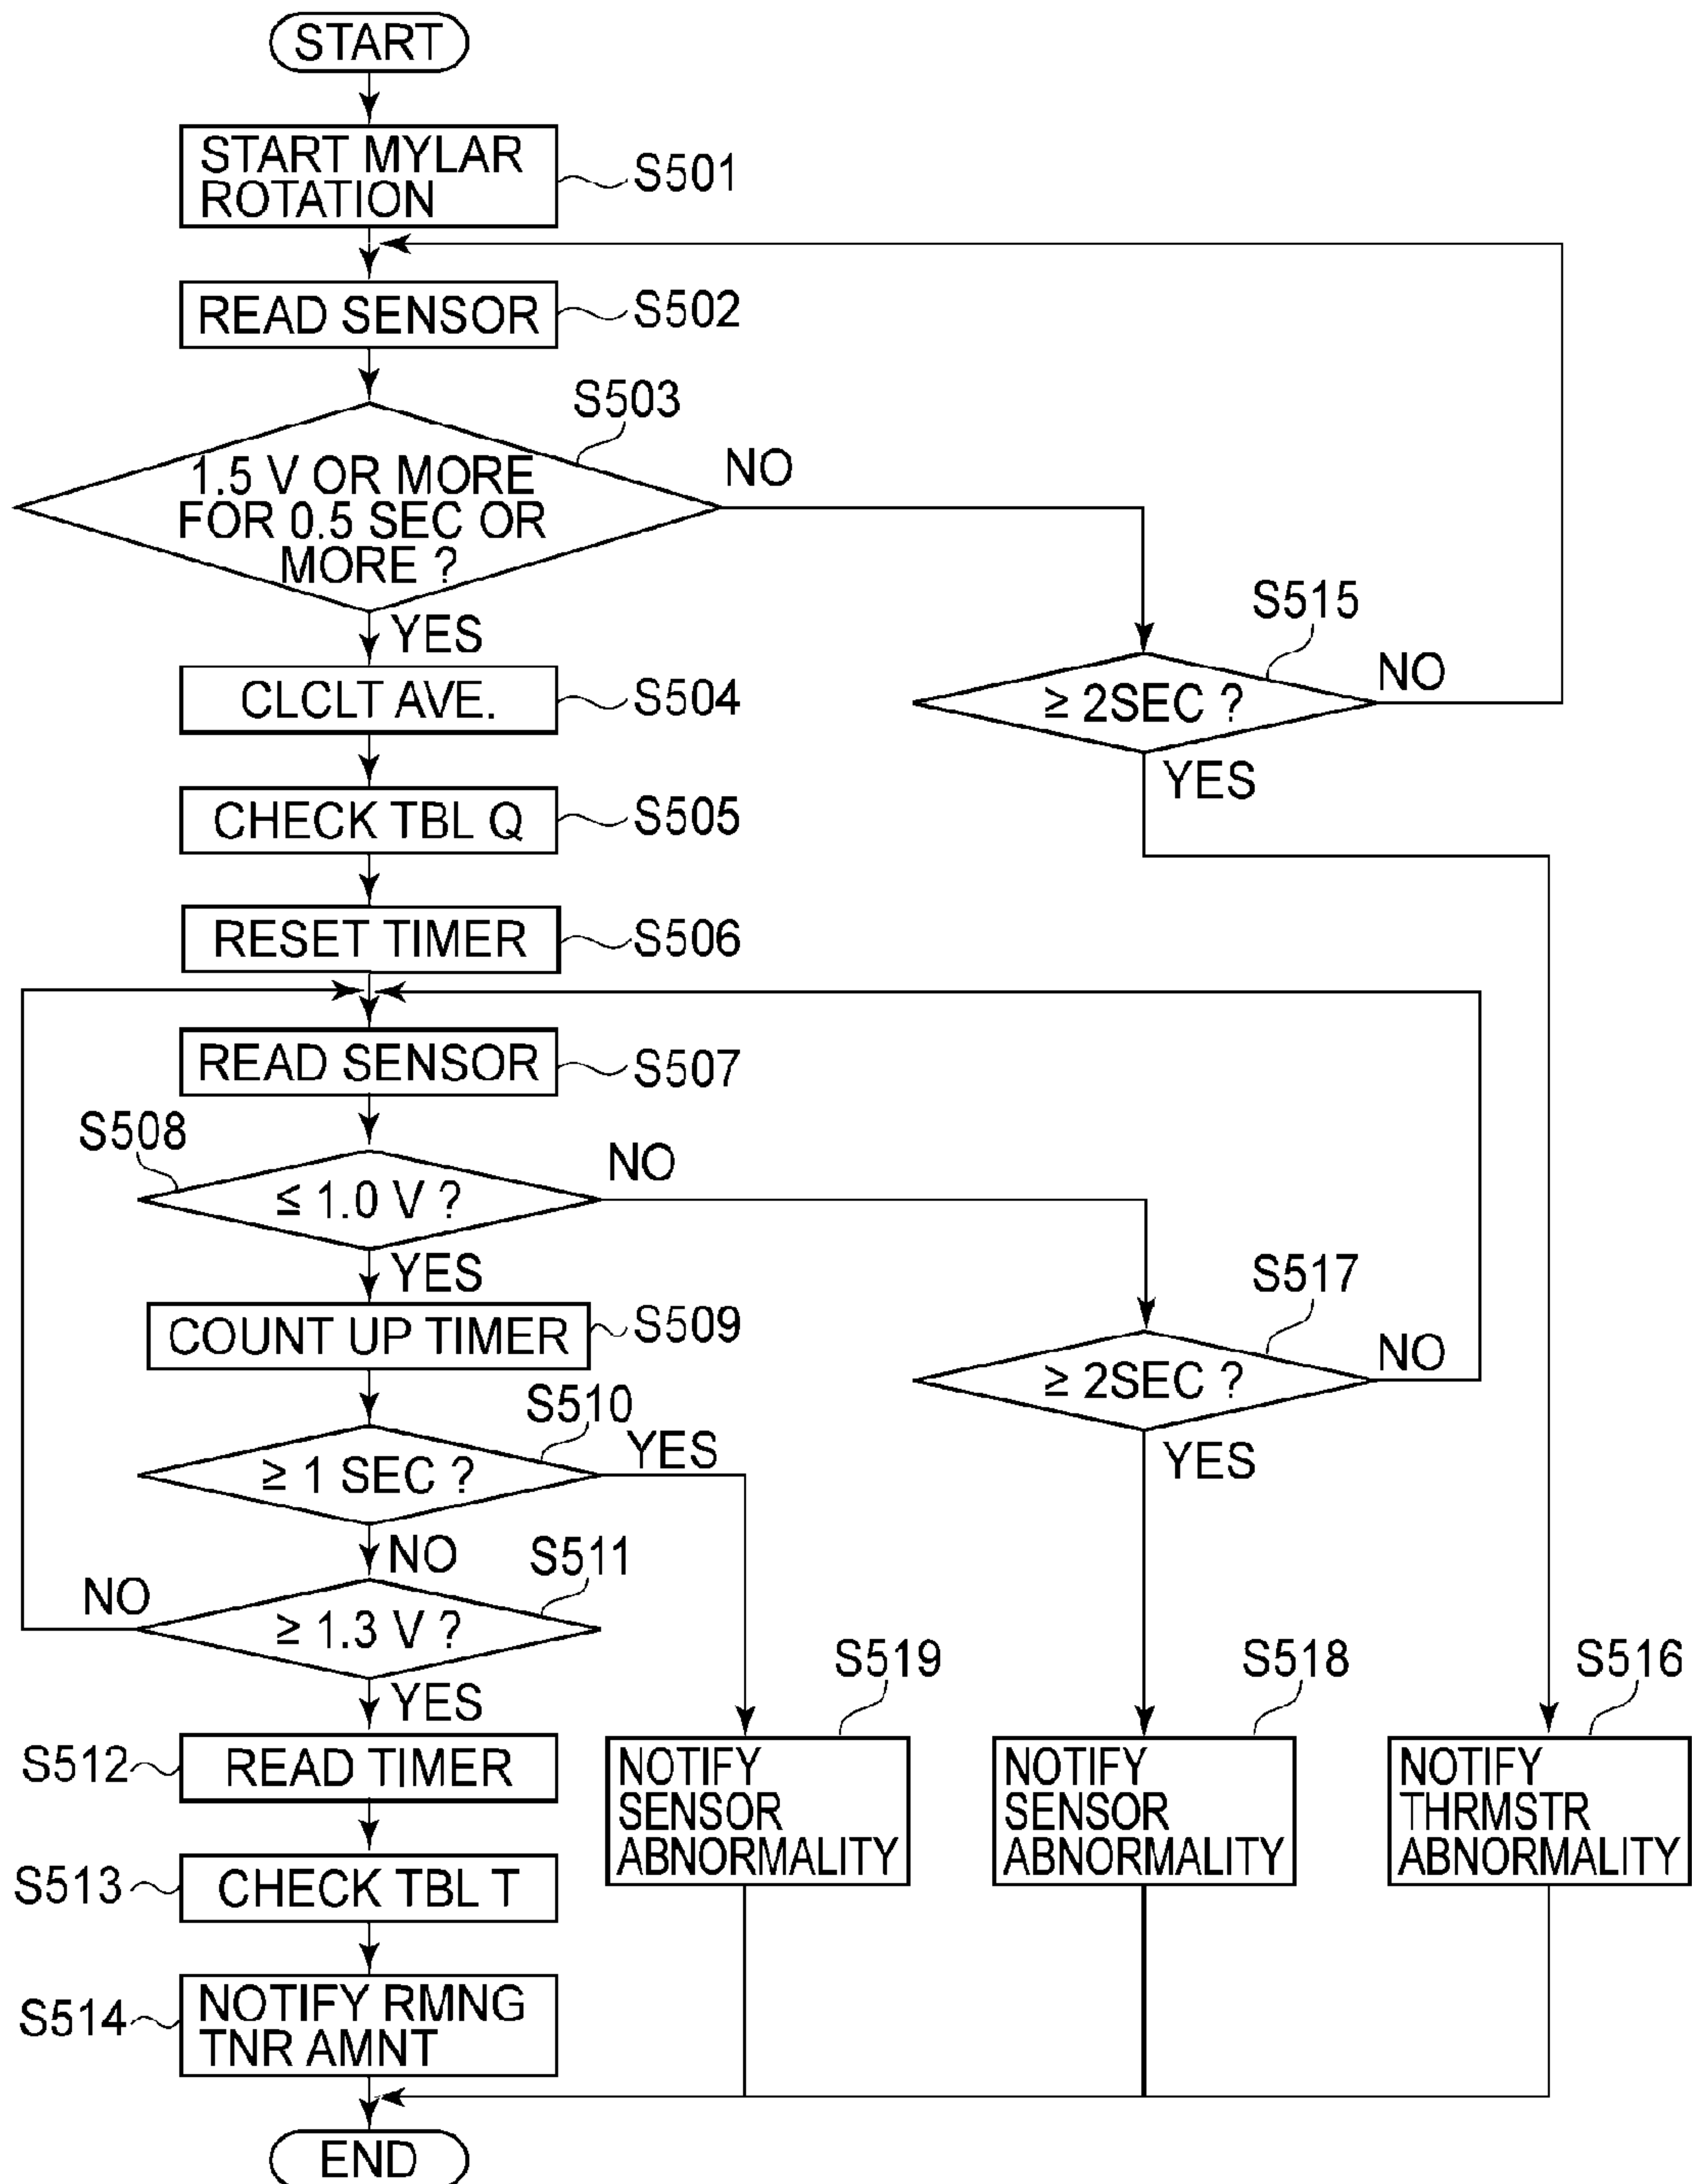 START
START MYLAR
ROTATION
S501
READ SENSOR
S502
S503
1.5 V OR MORE
FOR 0.5 SEC OR
MORE ?
NO
YES
S515
≥ 2SEC ?
NO
YES
CLCLT AVE.
S504
CHECK TBL Q
S505
RESET TIMER
S506
READ SENSOR
S507
S508
≤ 1.0 V ?
NO
YES
S517
≥ 2SEC ?
NO
YES
COUNT UP TIMER
S509
S510
≥ 1 SEC ?
YES
NO
S511
≥ 1.3 V ?
NO
YES
S512
READ TIMER
S513
CHECK TBL T
S514
NOTIFY RMNG
TNR AMNT
S519
NOTIFY
SENSOR
ABNORMALITY
S518
NOTIFY
SENSOR
ABNORMALITY
S516
NOTIFY
THRMSTR
ABNORMALITY
END